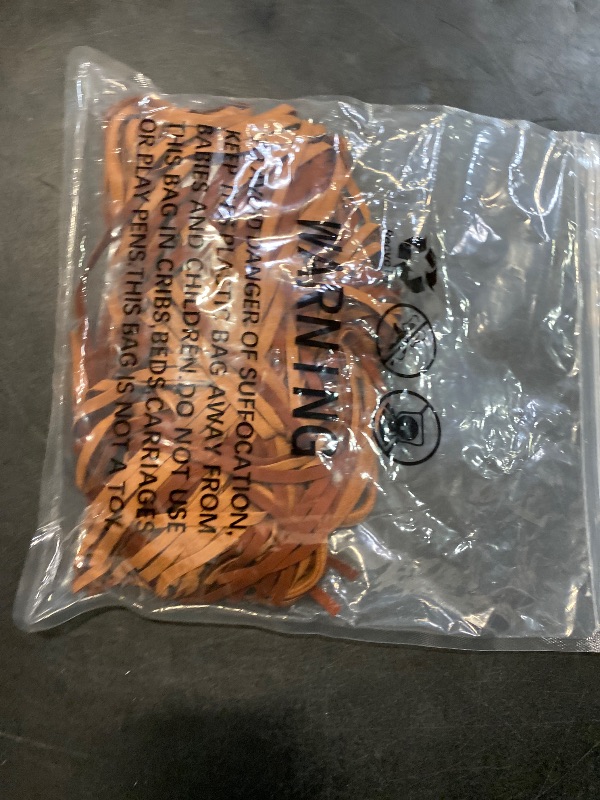 WARNING
DANGER OF SUFFOCATION,
KEEP THIS PLASTIC BAG AWAY FROM
BABIES AND CHILDREN.DO NOT USE
THIS BAG IN CRIBS,BEDS,CARRIAGES
OR PLAY PENS.THIS BAG IS NOT A TOY.